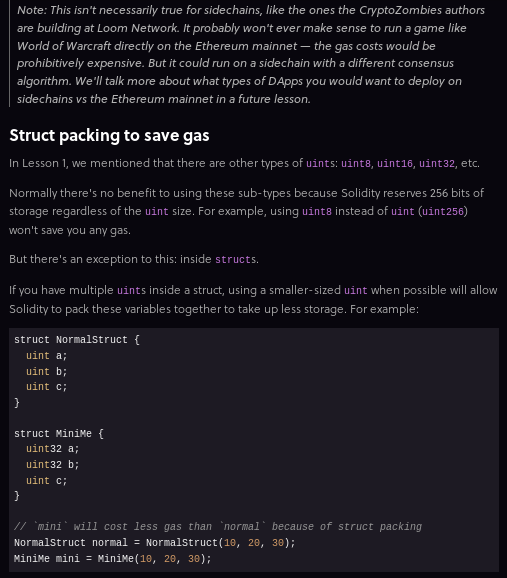 Note: This isn't necessarily true for sidechains, like the ones the CryptoZombies authors
are building at Loom Network. It probably won't ever make sense to run a game like
World of Warcraft directly on the Ethereum mainnet — the gas costs would be
prohibitively expensive. But it could run on a sidechain with a different consensus
algorithm. We'll talk more about what types of DApps you would want to deploy on
sidechains vs the Ethereum mainnet in a future lesson.
Struct packing to save gas
In Lesson 1, we mentioned that there are other types of uints: uint8, uint16, uint32, etc.
Normally there's no benefit to using these sub-types because Solidity reserves 256 bits of
storage regardless of the uint size. For example, using uint8 instead of uint (uint256)
won't save you any gas.
But there's an exception to this: inside structs.
If you have multiple uints inside a struct, using a smaller-sized uint when possible will allow
Solidity to pack these variables together to take up less storage. For example:
struct NormalStruct {
  uint a;
  uint b;
  uint c;
}
struct MiniMe {
  uint32 a;
  uint32 b;
  uint c;
}
// `mini` will cost less gas than `normal` because of struct packing
NormalStruct normal = NormalStruct(10, 20, 30);
MiniMe mini = MiniMe(10, 20, 30);